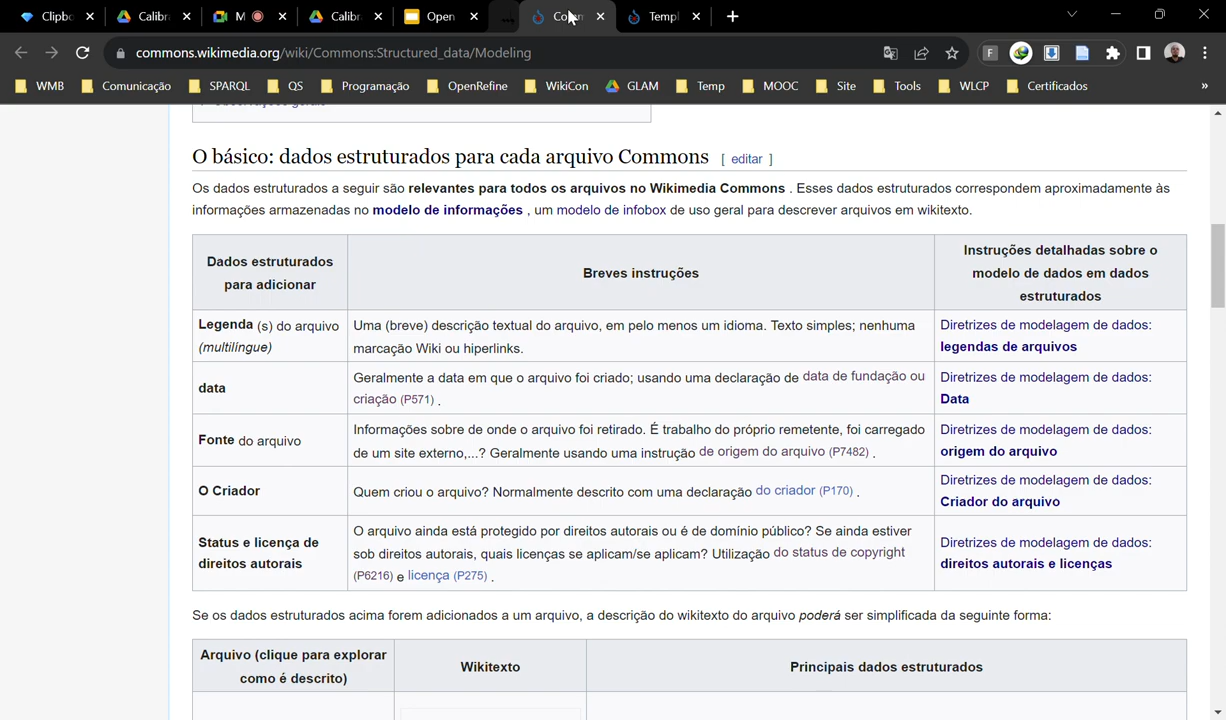 Clipb
Calibr
M
Calibr
Open
Com
Templ
commons.wikimedia.org/wiki/Commons:Structured_data/Modeling
WMB
Comunicação
SPARQL
QS
Programação
OpenRefine
WikiCon
GLAM
Temp
MOOC
Site
Tools
WLCP
Certificados
»
O básico: dados estruturados para cada arquivo Commons [ editar ]
Os dados estruturados a seguir são relevantes para todos os arquivos no Wikimedia Commons . Esses dados estruturados correspondem aproximadamente às
informações armazenadas no modelo de informações , um modelo de infobox de uso geral para descrever arquivos em wikitexto.
Dados estruturados
para adicionar
Breves instruções
Instruções detalhadas sobre o
modelo de dados em dados
estruturados
Legenda (s) do arquivo
(multilíngue)
Uma (breve) descrição textual do arquivo, em pelo menos um idioma. Texto simples; nenhuma
marcação Wiki ou hiperlinks.
Diretrizes de modelagem de dados:
legendas de arquivos
data
Geralmente a data em que o arquivo foi criado; usando uma declaração de data de fundação ou
criação (P571) .
Diretrizes de modelagem de dados:
Data
Fonte do arquivo
Informações sobre de onde o arquivo foi retirado. É trabalho do próprio remetente, foi carregado
de um site externo,...? Geralmente usando uma instrução de origem do arquivo (P7482) .
Diretrizes de modelagem de dados:
origem do arquivo
O Criador
Quem criou o arquivo? Normalmente descrito com uma declaração do criador (P170) .
Diretrizes de modelagem de dados:
Criador do arquivo
Status e licença de
direitos autorais
O arquivo ainda está protegido por direitos autorais ou é de domínio público? Se ainda estiver
sob direitos autorais, quais licenças se aplicam/se aplicam? Utilização do status de copyright
(P6216) e licença (P275) .
Diretrizes de modelagem de dados:
direitos autorais e licenças
Se os dados estruturados acima forem adicionados a um arquivo, a descrição do wikitexto do arquivo poderá ser simplificada da seguinte forma:
Arquivo (clique para explorar
como é descrito)
Wikitexto
Principais dados estruturados